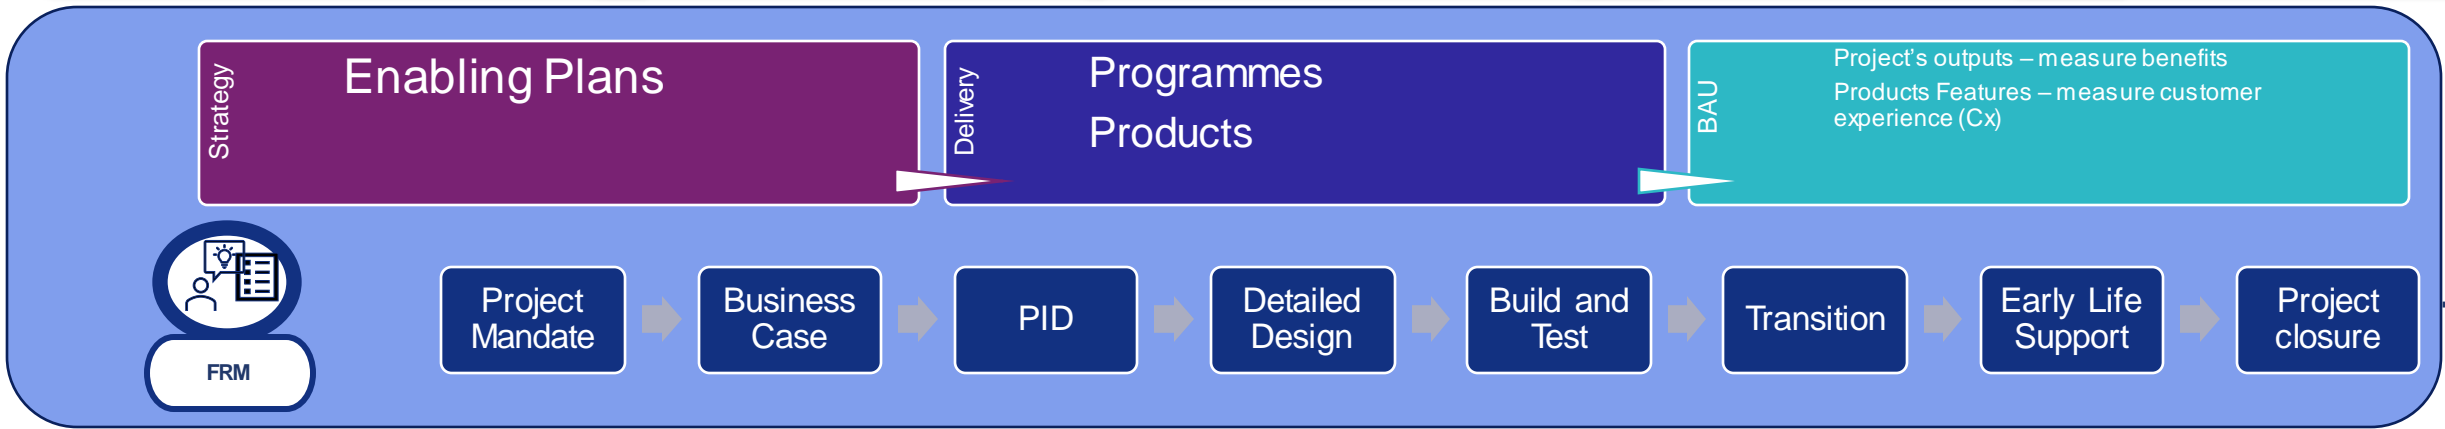 Strategy
Enabling Plans
Delivery
Programmes
Products
BAU
Project’s outputs – measure benefits
Products Features – measure customer
experience (Cx)
FRM
Project
Mandate
Business
Case
PID
Detailed
Design
Build and
Test
Transition
Early Life
Support
Project
closure